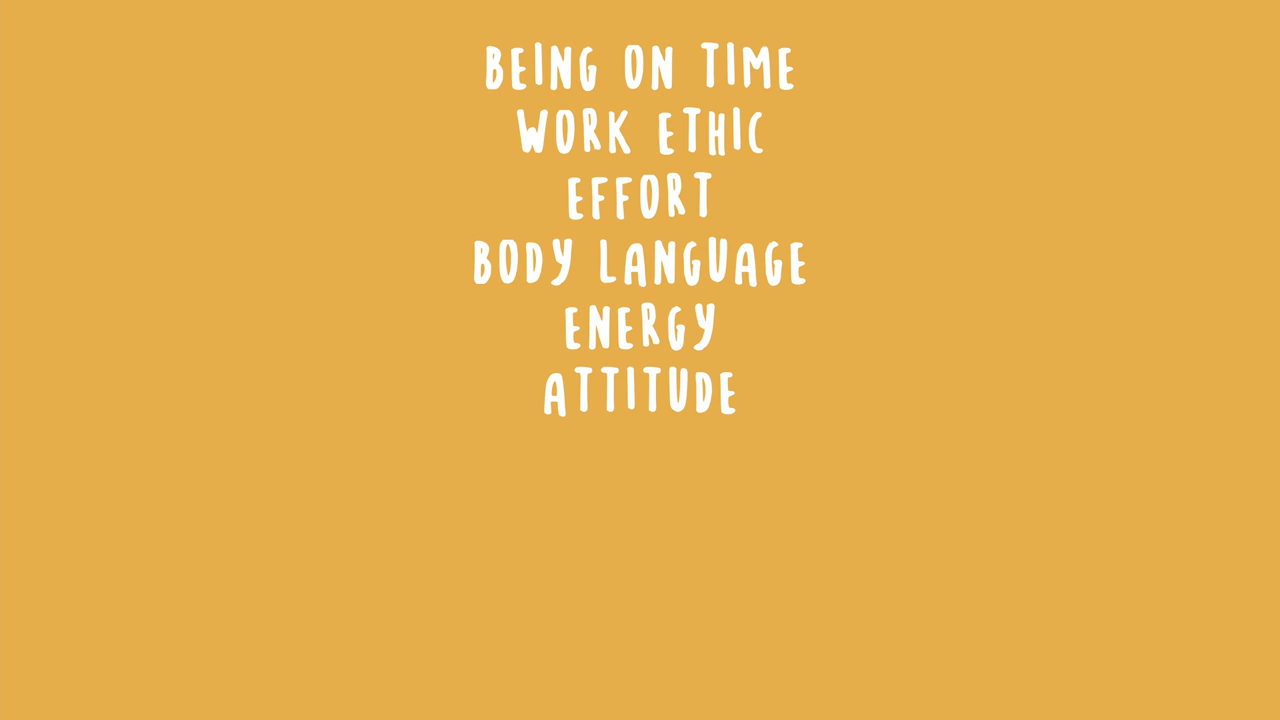 BEING ON TIME
WORK ETHIC
EFFORT
BODY LANGUAGE
ENERGY
ATTITUDE